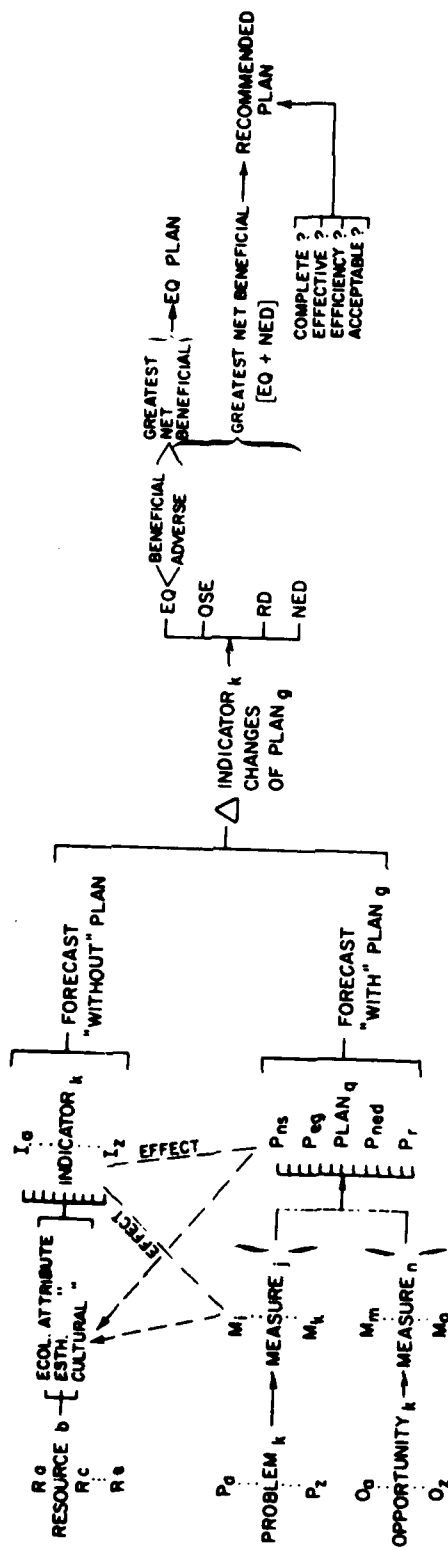 Ra
RESOURCE b
Rc
Re
ECOL. ATTRIBUTE
ESTH. "
CULTURAL "
I.a
INDICATOR k
Iz
FORECAST
"WITHOUT" PLAN
EFFECT
EFFECT
Pa
PROBLEM k
Pz
Mi
MEASURE j
Mk
Oa
OPPORTUNITY k
Oz
Mm
MEASURE n
Mo
Pns
Peg
PLAN q
Pned
Pr
FORECAST
"WITH" PLAN g
△ INDICATOR k
CHANGES
OF PLAN g
EQ
OSE
RD
NED
BENEFICIAL
ADVERSE
GREATEST
NET
BENEFICIAL
EQ PLAN
GREATEST NET BENEFICIAL
[EQ + NED]
RECOMMENDED
PLAN
COMPLETE ?
EFFECTIVE ?
EFFICIENCY ?
ACCEPTABLE ?